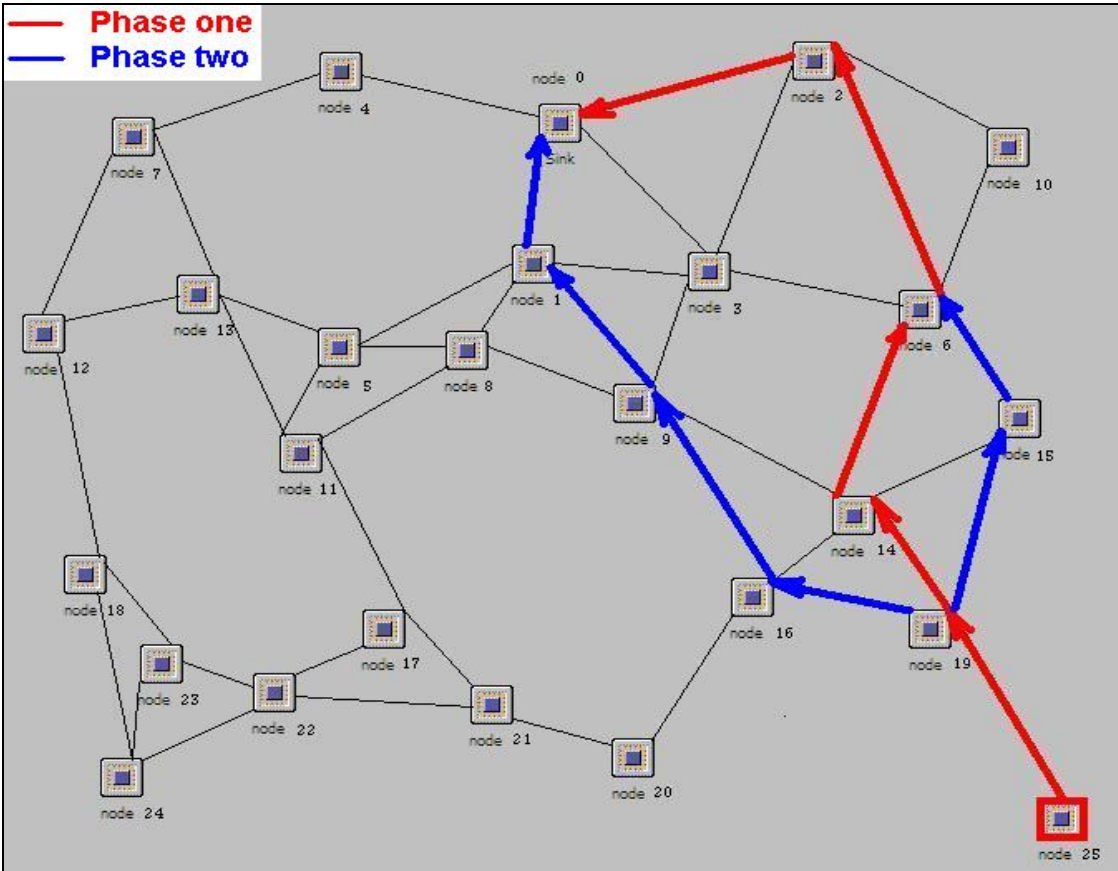 Phase one
Phase two
node 0
Sink
node 4
node 2
node 7
node 10
node 1
node 3
node 13
node 6
node 12
node 5
node 8
node 9
node 15
node 11
node 14
node 18
node 16
node 17
node 19
node 23
node 22
node 21
node 20
node 24
node 25